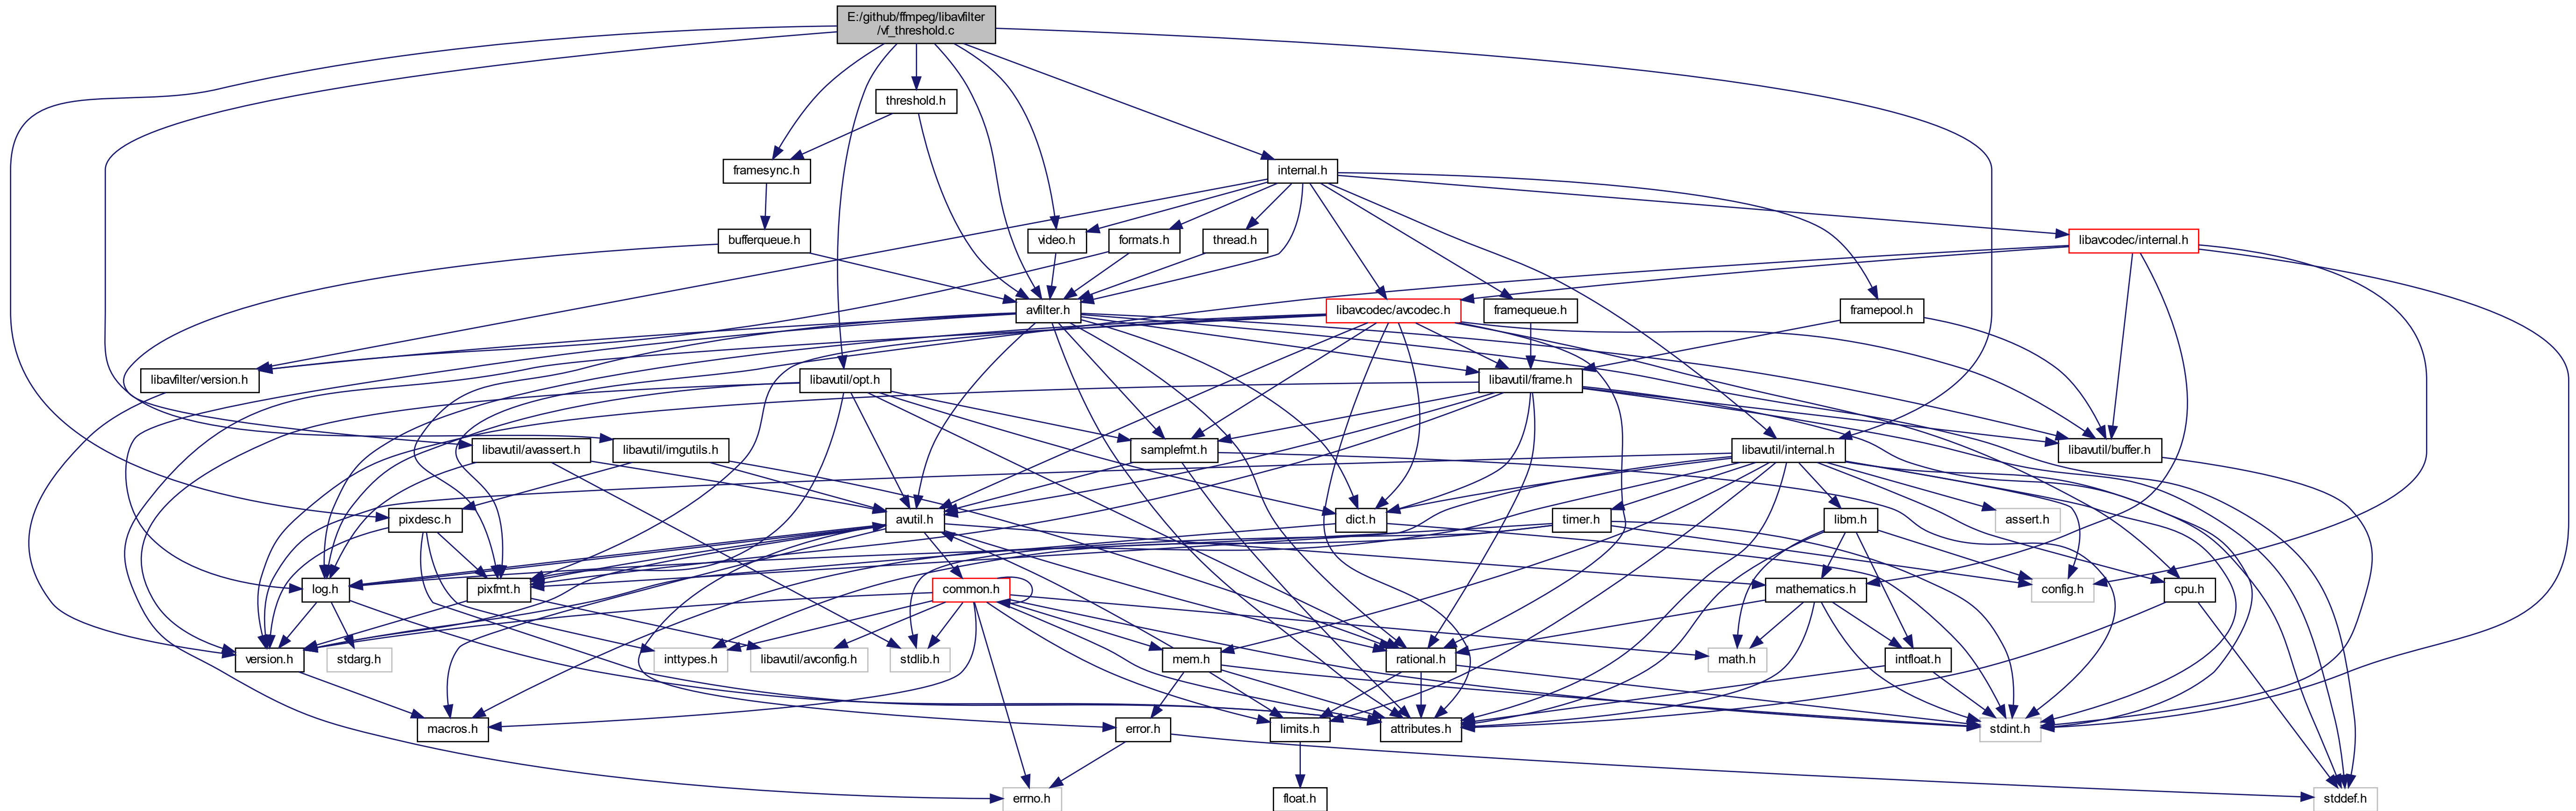 E:/github/ffmpeg/libavfilter
/vf_threshold.c
threshold.h
framesync.h
internal.h
bufferqueue.h
video.h
formats.h
thread.h
libavcodec/internal.h
avfilter.h
libavcodec/avcodec.h
framequeue.h
framepool.h
libavfilter/version.h
libavutil/opt.h
libavutil/frame.h
libavutil/avassert.h
libavutil/imgutils.h
samplefmt.h
libavutil/internal.h
libavutil/buffer.h
pixdesc.h
avutil.h
dict.h
timer.h
libm.h
assert.h
log.h
pixfmt.h
common.h
mathematics.h
config.h
cpu.h
version.h
stdarg.h
inttypes.h
libavutil/avconfig.h
stdlib.h
mem.h
rational.h
math.h
intfloat.h
macros.h
error.h
limits.h
attributes.h
stdint.h
errno.h
float.h
stddef.h